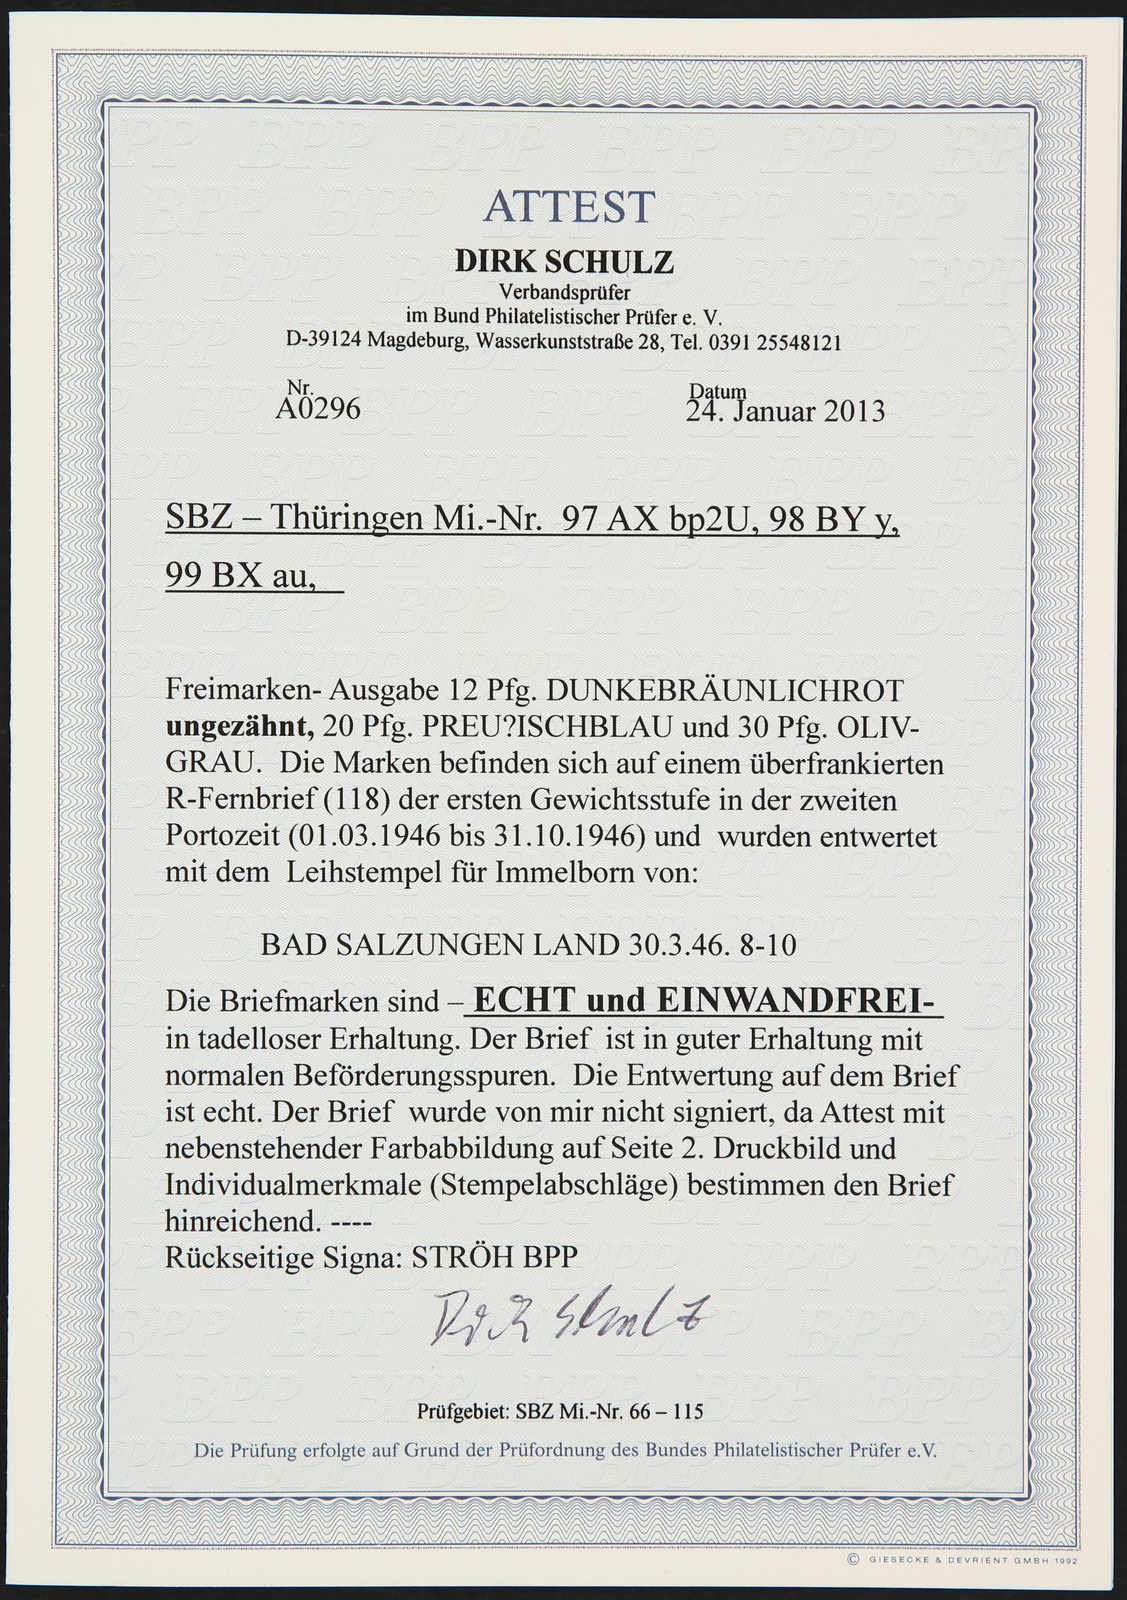 ATTEST
DIRK SCHULZ
Verbandsprüfer
im Bund Philatelistischer Prüfer e. V.
D-39124 Magdeburg, Wasserkunststraße 28, Tel. 0391 25548121
Nr. Datum
A0296 24. Januar 2013
SBZ – Thüringen Mi.-Nr. 97 AX bp2U, 98 BY y,
99 BX au,
Freimarken- Ausgabe 12 Pfg. DUNKEBRÄUNLICHROT
ungezähnt, 20 Pfg. PREU?ISCHBLAU und 30 Pfg. OLIV-
GRAU. Die Marken befinden sich auf einem überfrankierten
R-Fernbrief (118) der ersten Gewichtsstufe in der zweiten
Portozeit (01.03.1946 bis 31.10.1946) und wurden entwertet
mit dem Leihstempel für Immelborn von:
BAD SALZUNGEN LAND 30.3.46. 8-10
Die Briefmarken sind – ECHT und EINWANDFREI-
in tadelloser Erhaltung. Der Brief ist in guter Erhaltung mit
normalen Beförderungsspuren. Die Entwertung auf dem Brief
ist echt. Der Brief wurde von mir nicht signiert, da Attest mit
nebenstehender Farbabbildung auf Seite 2. Druckbild und
Individualmerkmale (Stempelabschläge) bestimmen den Brief
hinreichend. ----
Rückseitige Signa: STRÖH BPP
Dirk Schulz
Prüfgebiet: SBZ Mi.-Nr. 66 – 115
Die Prüfung erfolgte auf Grund der Prüfordnung des Bundes Philatelistischer Prüfer e.V.
© GIESECKE & DEVRIENT GMBH 1992